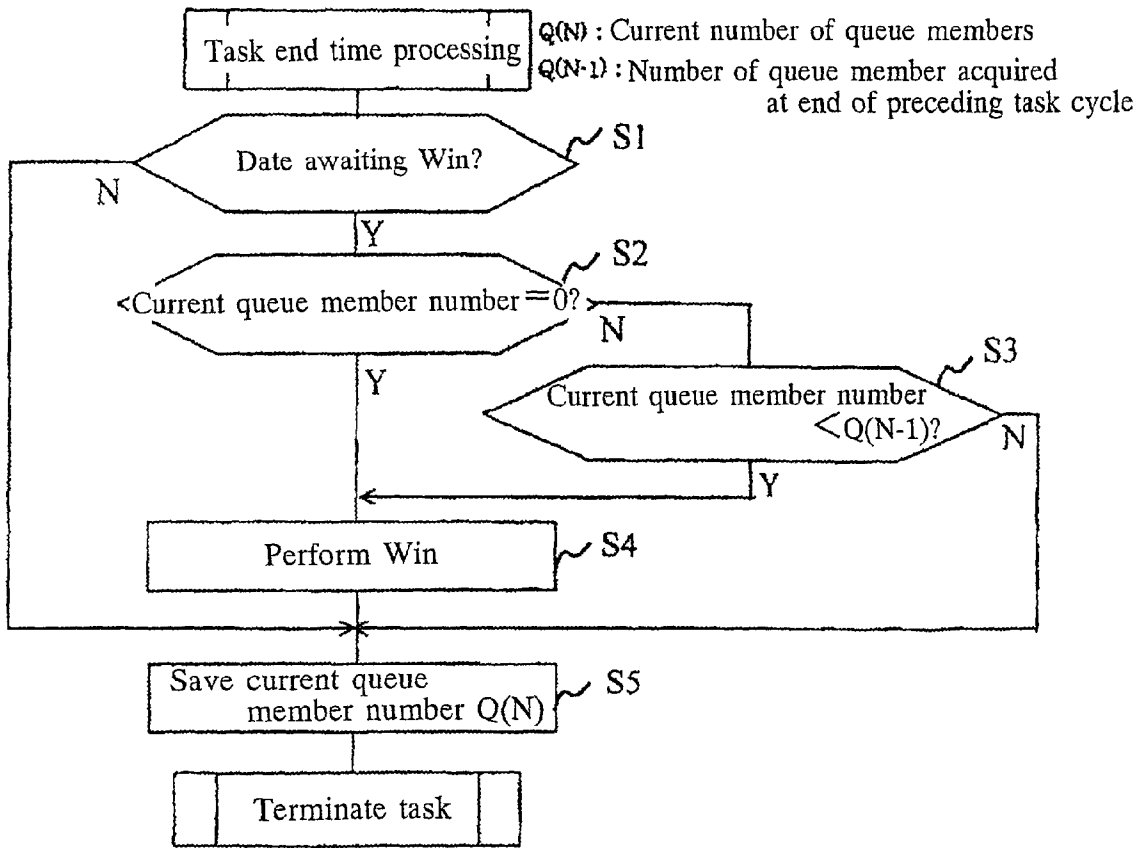 Task end time processing
Q(N) : Current number of queue members
Q(N-1) : Number of queue member acquired
at end of preceding task cycle
S1
Date awaiting Win?
N
Y
S2
<Current queue member number=0?>
N
S3
Y
Current queue member number
<Q(N-1)?
N
Y
Perform Win
S4
Save current queue
member number Q(N)
S5
Terminate task